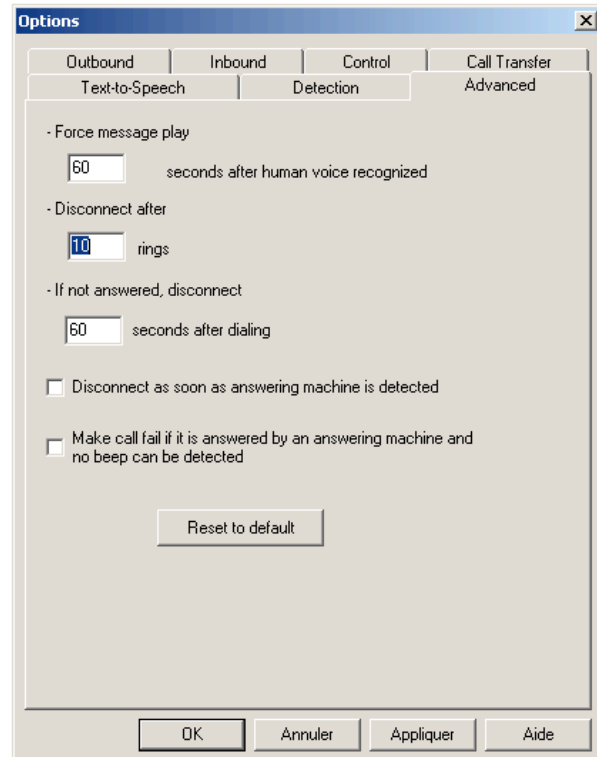 Options
Outbound Inbound Control Call Transfer
Text-to-Speech Detection Advanced
- Force message play
60 seconds after human voice recognized
- Disconnect after
10 rings
- If not answered, disconnect
60 seconds after dialing
Disconnect as soon as answering machine is detected
Make call fail if it is answered by an answering machine and
no beep can be detected
Reset to default
OK Annuler Appliquer Aide